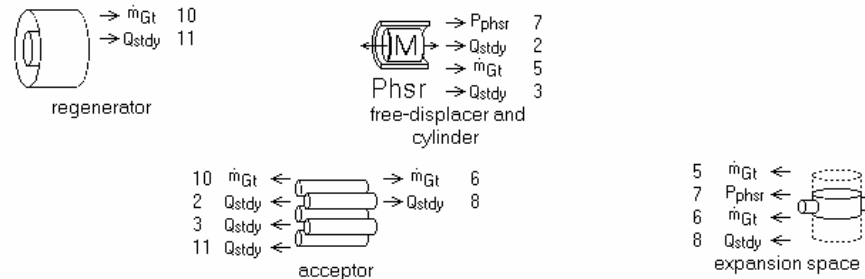 → ṁGt 10
→ Qstdy 11
regenerator
→ Pphsr 7
→ Qstdy 2
→ ṁGt 5
→ Qstdy 3
M
Phsr
free-displacer and
cylinder
10 ṁGt ←
2 Qstdy ←
3 Qstdy ←
11 Qstdy ←
→ ṁGt 6
→ Qstdy 8
acceptor
5 ṁGt ←
7 Pphsr ←
6 ṁGt ←
8 Qstdy ←
expansion space